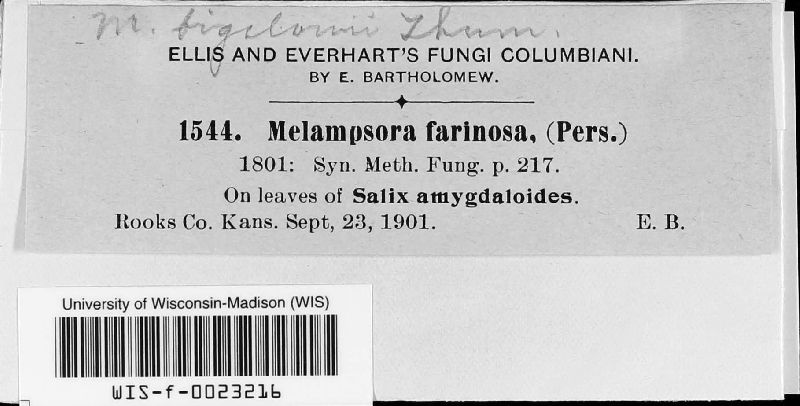 M. bigelowii Thum.
ELLIS AND EVERHART'S FUNGI COLUMBIANI.
BY E. BARTHOLOMEW.
1544. Melampsora farinosa, (Pers.)
1801: Syn. Meth. Fung. p. 217.
On leaves of Salix amygdaloides.
Rooks Co. Kans. Sept, 23, 1901. E. B.
University of Wisconsin-Madison (WIS)
WIS-f-0023216